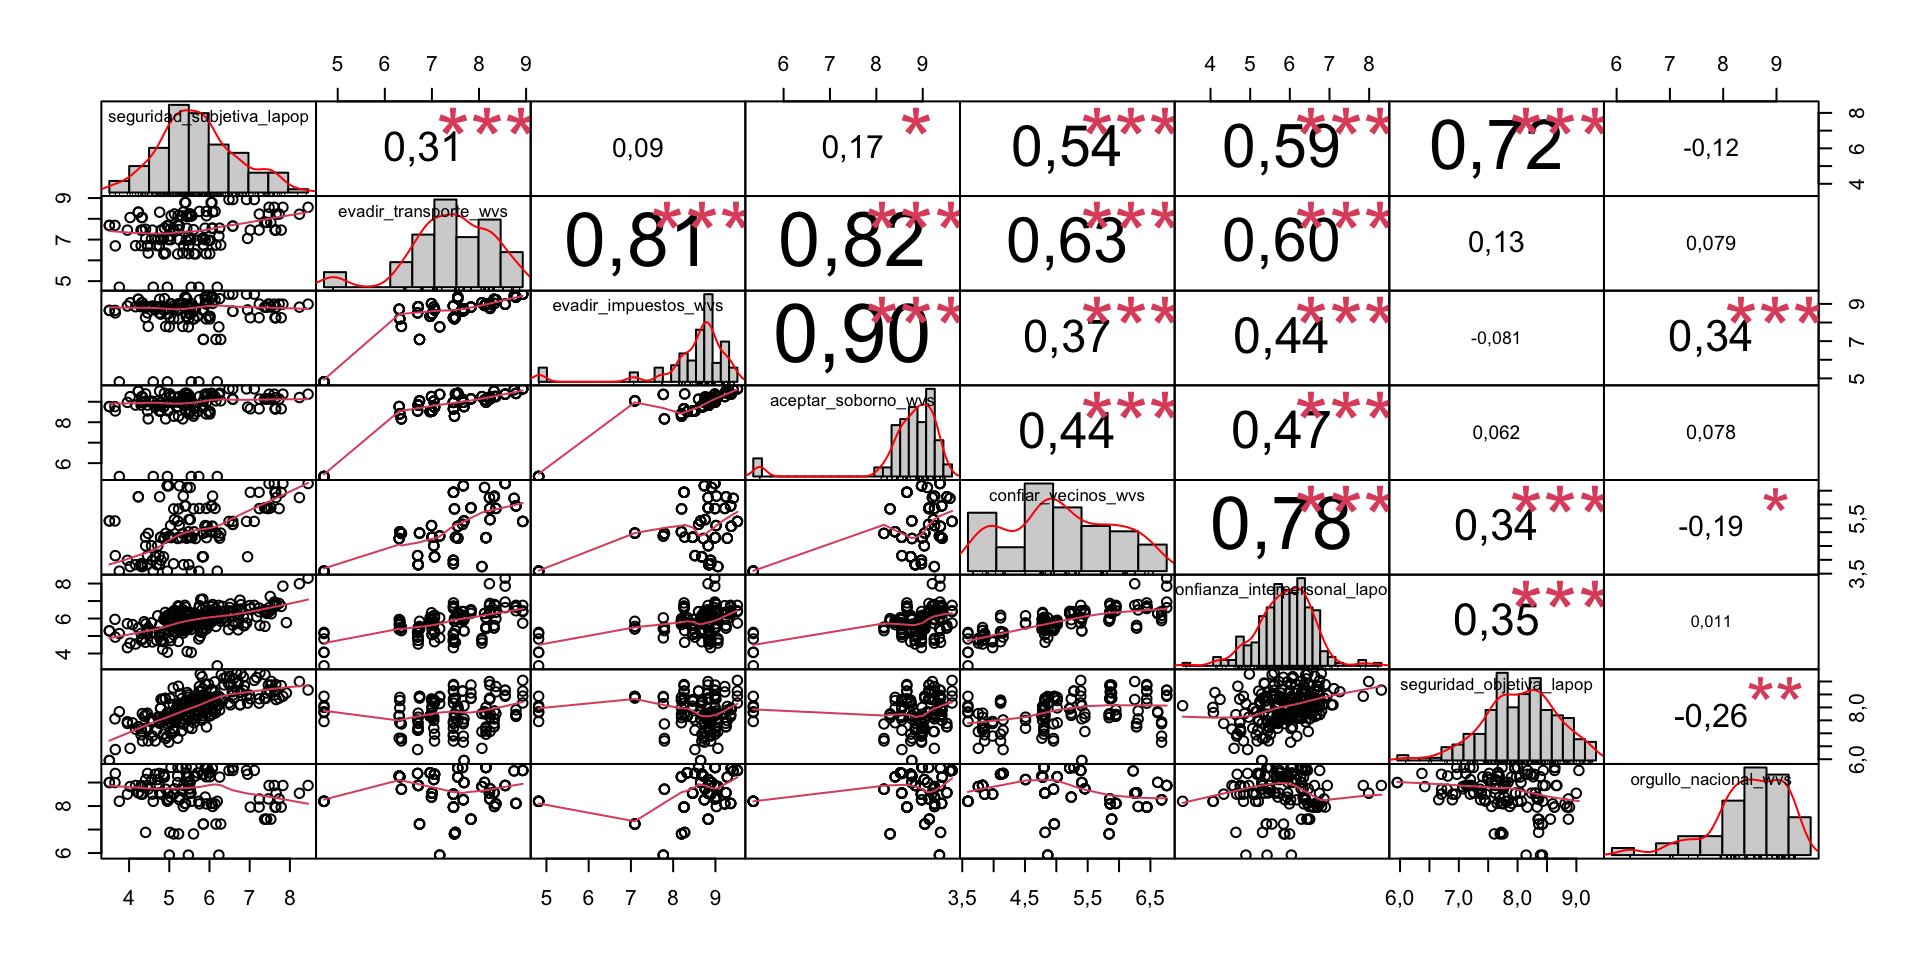 5 6 7 8 9 6 7 8 9 4 5 6 7 8 6 7 8 9
seguridad_subjetiva_lapop 0,31 *** 0,09 0,17 * 0,54 *** 0,59 *** 0,72 *** -0,12 8 6 4
9 7 5 evadir_transporte_wvs 0,81 *** 0,82 *** 0,63 *** 0,60 *** 0,13 0,079
evadir_impuestos_wvs 0,90 *** 0,37 *** 0,44 *** -0,081 0,34 *** 9 7 5
8 6 aceptar_soborno_wvs 0,44 *** 0,47 *** 0,062 0,078
confiar_vecinos_wvs 0,78 *** 0,34 *** -0,19 * 5,5 3,5
8 6 4 onfianza_interpersonal_lapo 0,35 *** 0,011
seguridad_objetiva_lapop -0,26 ** 8,0 6,0
8 6 orgullo_nacional_wvs
4 5 6 7 8 5 6 7 8 9 3,5 4,5 5,5 6,5 6,0 7,0 8,0 9,0